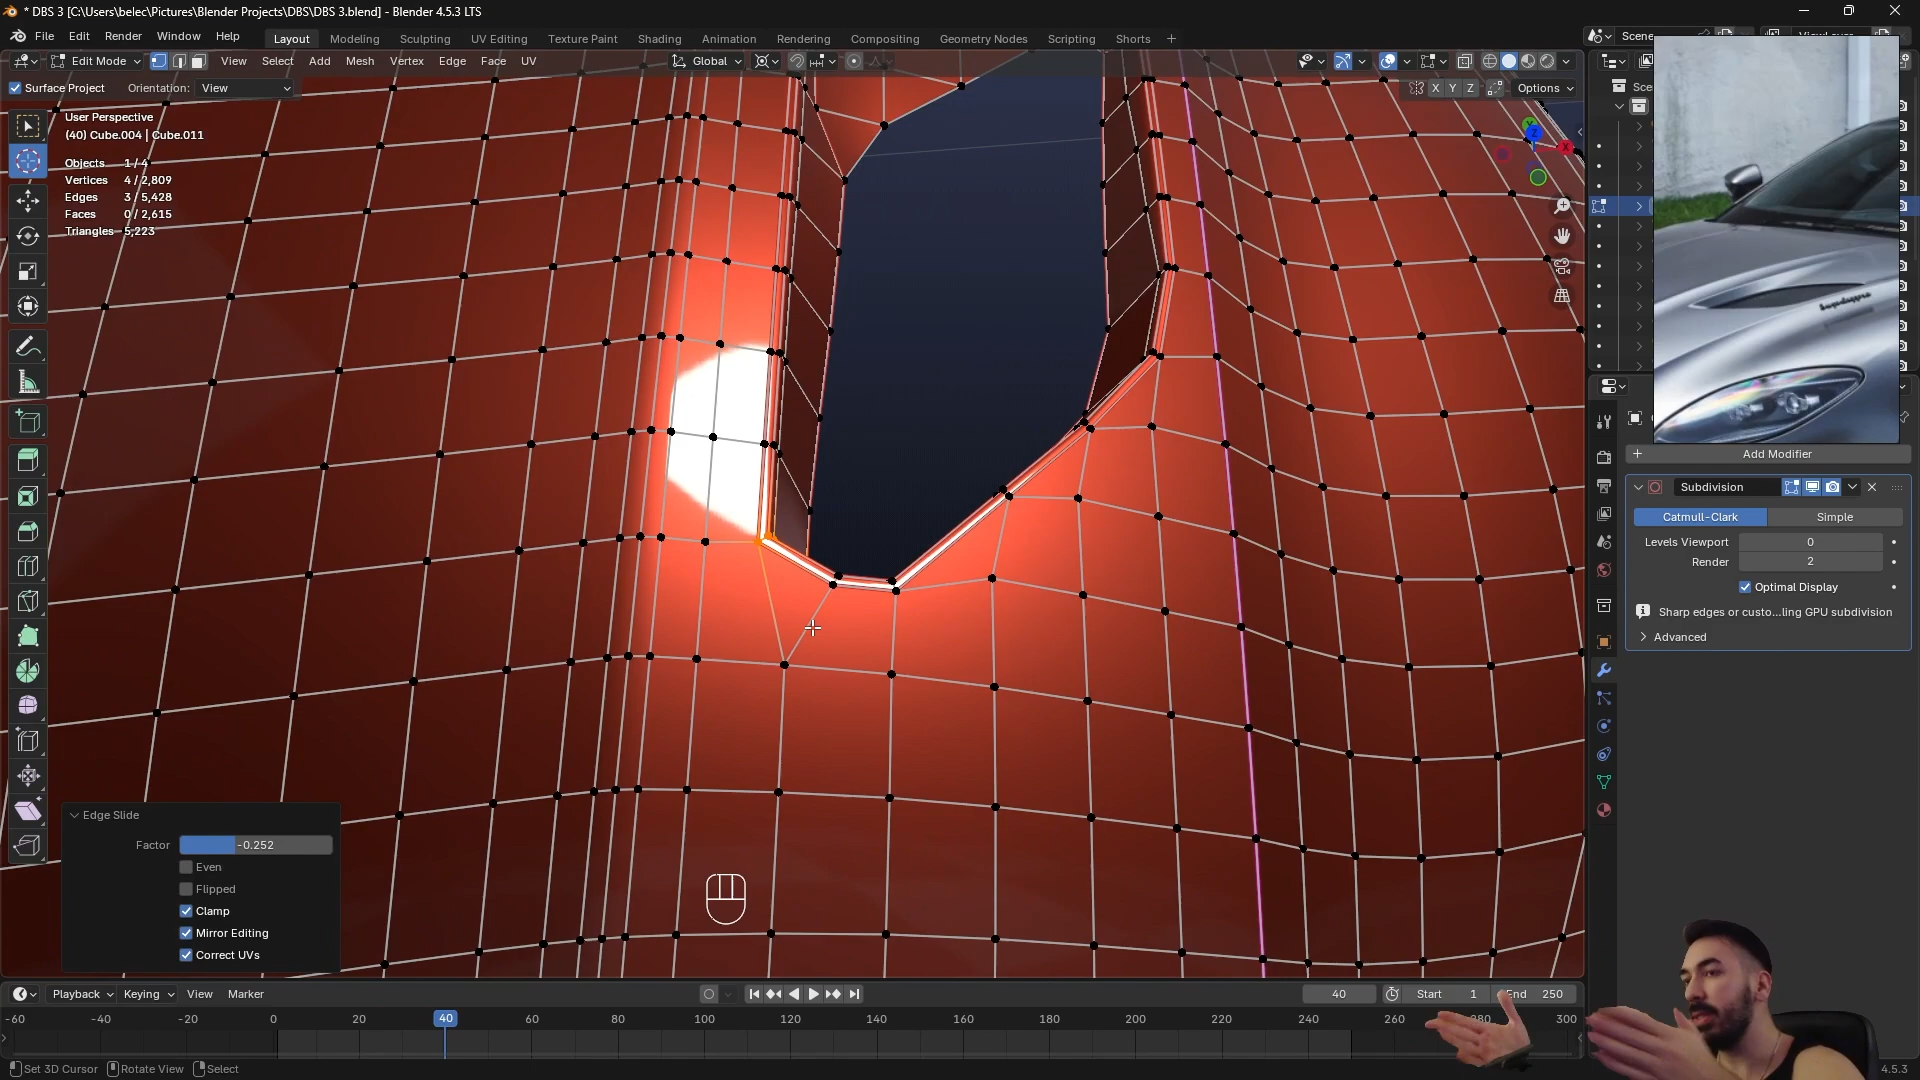 * DBS 3 [C:\Users\belec\Pictures\Blender Projects\DBS\DBS 3.blend] - Blender 4.5.3 LTS
File Edit Render Window Help
Layout Modeling Sculpting UV Editing Texture Paint Shading Animation Rendering Compositing Geometry Nodes Scripting Shorts +
Scene
Edit Mode View Select Add Mesh Vertex Edge Face UV
Global
Surface Project Orientation: View
X Y Z Options
Sce
User Perspective
(40) Cube.004 | Cube.011
Objects 1/4
Vertices 4/2,809
Edges 3/5,428
Faces 0/2,615
Triangles 5,223
Z
X
Add Modifier
Subdivision
Catmull-Clark Simple
Levels Viewport 0
Render 2
Optimal Display
Sharp edges or custo...ling GPU subdivision
Advanced
Edge Slide
Factor -0.252
Even
Flipped
Clamp
Mirror Editing
Correct UVs
Playback Keying View Marker
40 Start 1 End 250
-60 -40 -20 0 20 40 60 80 100 120 140 160 180 200 220 240 260 280 300
Set 3D Cursor Rotate View Select
4.5.3